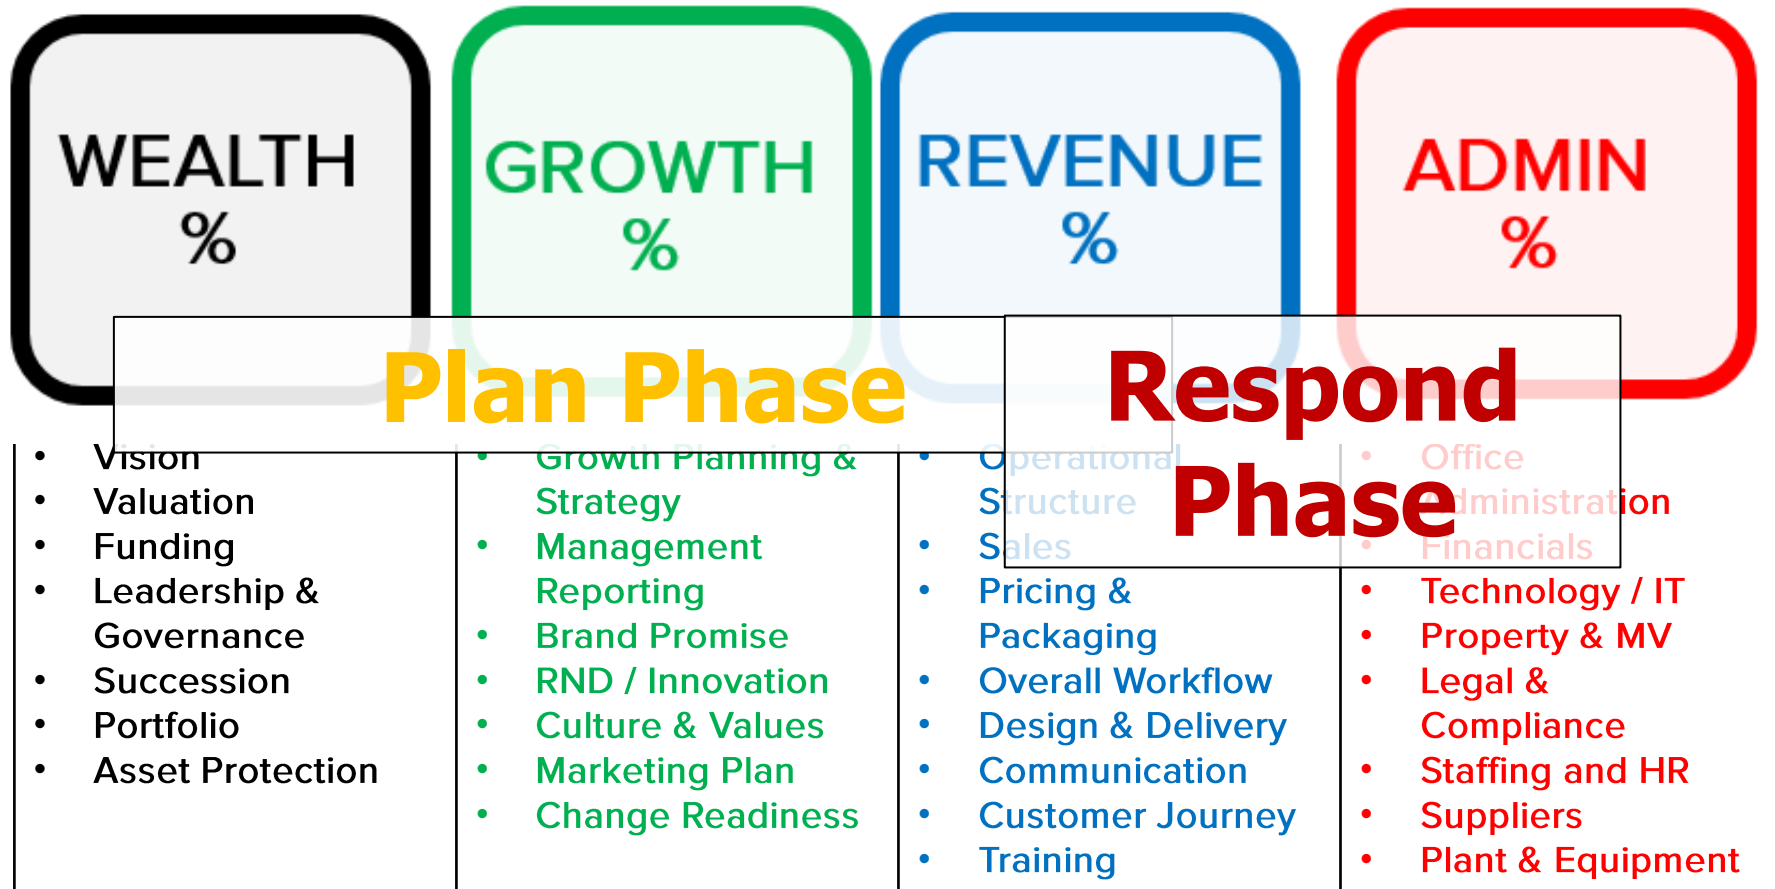 WEALTH
%
GROWTH
%
REVENUE
%
ADMIN
%
Plan Phase
Respond
Phase
• Vision
• Valuation
• Funding
• Leadership &
Governance
• Succession
• Portfolio
• Asset Protection
• Growth Planning &
Strategy
• Management
Reporting
• Brand Promise
• RND / Innovation
• Culture & Values
• Marketing Plan
• Change Readiness
• Operational
Structure
• Sales
• Pricing &
Packaging
• Overall Workflow
• Design & Delivery
• Communication
• Customer Journey
• Training
• Office
Administration
• Financials
• Technology / IT
• Property & MV
• Legal &
Compliance
• Staffing and HR
• Suppliers
• Plant & Equipment